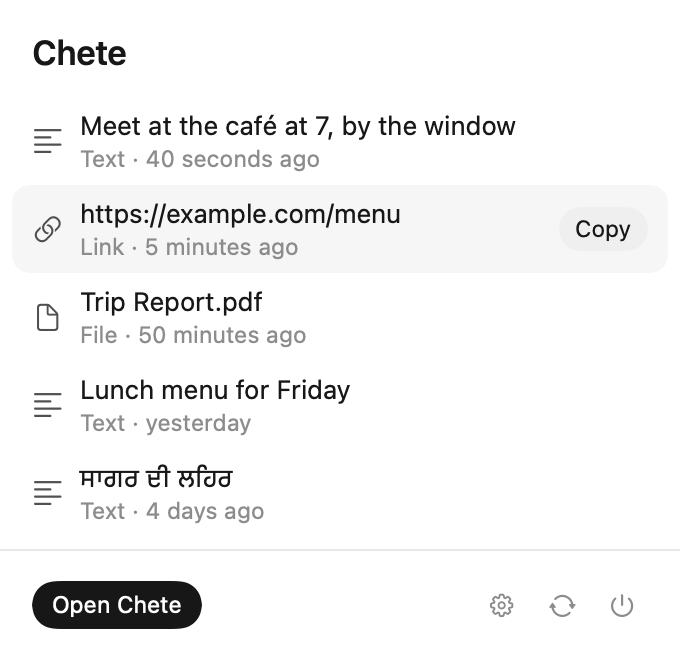 Chete
Meet at the café at 7, by the window
Text · 40 seconds ago
https://example.com/menu
Link · 5 minutes ago
Copy
Trip Report.pdf
File · 50 minutes ago
Lunch menu for Friday
Text · yesterday
ਸਾਗਰ ਦੀ ਲਹਿਰ
Text · 4 days ago
Open Chete